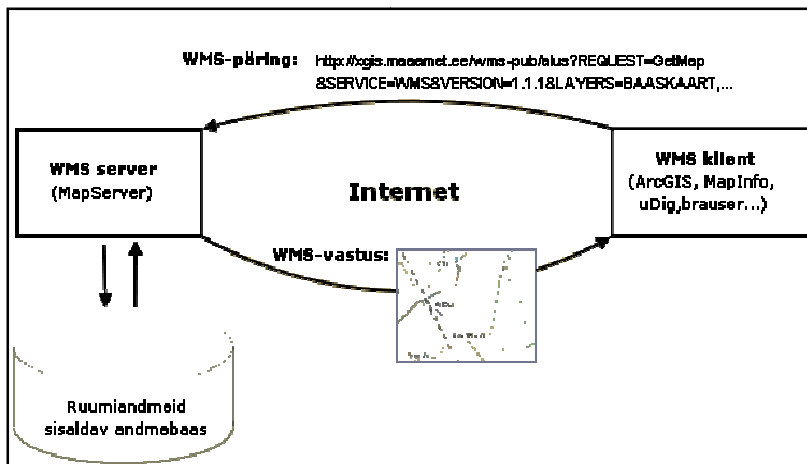 WMS-päring: http://xgis.maaamet.ee/wms-pub/alus?REQUEST=GetMap
&SERVICE=WMS&VERSION=1.1.1&LAYERS=BAASKAART,...
WMS server
(MapServer)
Internet
WMS klient
(ArcGIS, MapInfo,
uDig,brauser...)
WMS-vastus:
Ruumiandmeid
sisaldav andmebaas